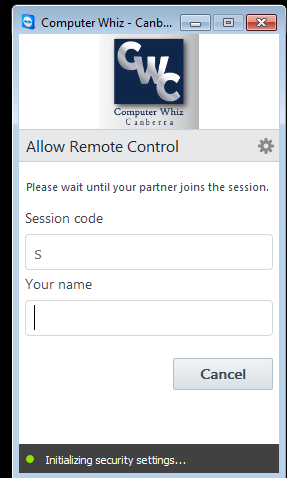 Computer Whiz - Canb...
CWC
Computer Whiz
Canberra
Allow Remote Control
Please wait until your partner joins the session.
Session code
s
Your name
Cancel
Initializing security settings...